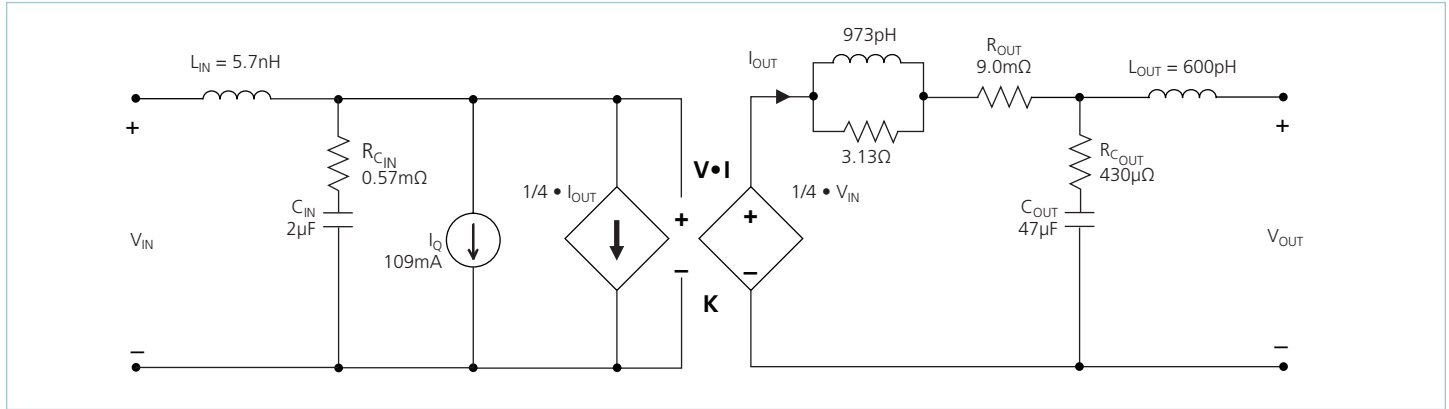 L_IN = 5.7nH
+
R_C_IN
0.57mΩ
C_IN
2µF
V_IN
I_Q
109mA
1/4 • I_OUT
–
V•I
+
–
K
+
–
1/4 • V_IN
I_OUT
973pH
3.13Ω
R_OUT
9.0mΩ
L_OUT = 600pH
R_C_OUT
430µΩ
C_OUT
47µF
+
V_OUT
–